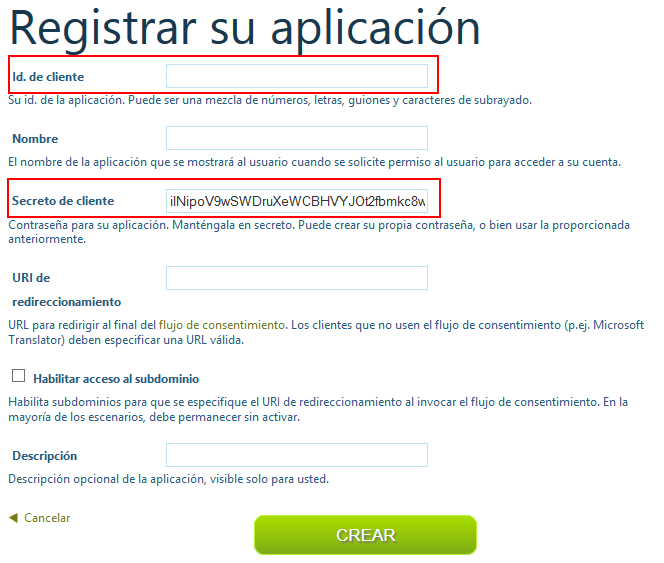 Registrar su aplicación
Id. de cliente
Su id. de la aplicación. Puede ser una mezcla de números, letras, guiones y caracteres de subrayado.
Nombre
El nombre de la aplicación que se mostrará al usuario cuando se solicite permiso al usuario para acceder a su cuenta.
Secreto de cliente
ilNipoV9wSWDruXeWCBHVYJOt2fbmkc8w
Contraseña para su aplicación. Manténgala en secreto. Puede crear su propia contraseña, o bien usar la proporcionada
anteriormente.
URI de
redireccionamiento
URL para redirigir al final del flujo de consentimiento. Los clientes que no usen el flujo de consentimiento (p.ej. Microsoft
Translator) deben especificar una URL válida.
Habilitar acceso al subdominio
Habilita subdominios para que se especifique el URI de redireccionamiento al invocar el flujo de consentimiento. En la
mayoría de los escenarios, debe permanecer sin activar.
Descripción
Descripción opcional de la aplicación, visible solo para usted.
Cancelar
CREAR